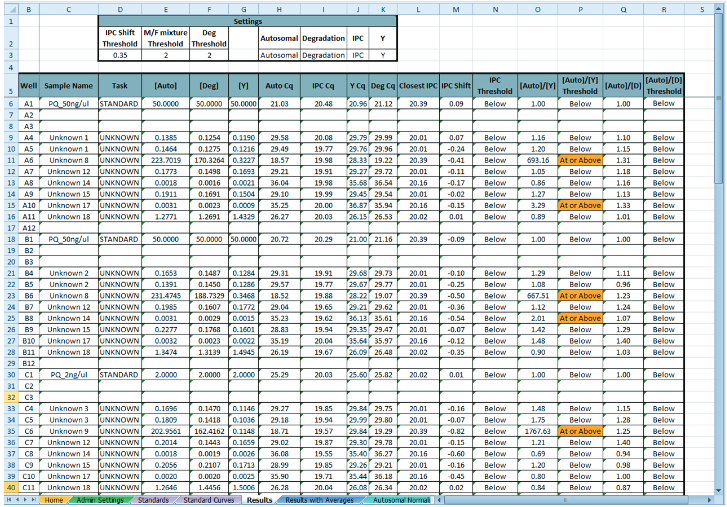 B C D E F G H I J K L M N O P Q R S
1 Settings
2 IPC Shift Threshold M/F mixture Threshold Deg Threshold Autosomal Degradation IPC Y
3 0.35 2 2 Autosomal Degradation IPC Y
4
5 Well Sample Name Task [Auto] [Deg] [Y] Auto Cq IPC Cq Y Cq Deg Cq Closest IPC IPC Shift IPC Threshold [Auto]/[Y] [Auto]/[Y] Threshold [Auto]/[D] [Auto]/[D] Threshold
6 A1 PQ_50ng/ul STANDARD 50.0000 50.0000 50.0000 21.03 20.48 20.96 21.12 20.39 0.09 Below 1.00 Below 1.00 Below
7 A2
8 A3
9 A4 Unknown 1 UNKNOWN 0.1385 0.1254 0.1190 29.58 20.08 29.79 29.99 20.01 0.07 Below 1.16 Below 1.10 Below
10 A5 Unknown 1 UNKNOWN 0.1464 0.1275 0.1216 29.49 19.77 29.76 29.96 20.01 -0.24 Below 1.20 Below 1.15 Below
11 A6 Unknown 8 UNKNOWN 223.7019 170.3264 0.3227 18.57 19.98 28.33 19.22 20.39 -0.41 Below 693.16 At or Above 1.31 Below
12 A7 Unknown 12 UNKNOWN 0.1773 0.1498 0.1693 29.21 19.91 29.27 29.72 20.01 -0.11 Below 1.05 Below 1.18 Below
13 A8 Unknown 14 UNKNOWN 0.0018 0.0016 0.0021 36.04 19.98 35.68 36.54 20.16 -0.17 Below 0.86 Below 1.16 Below
14 A9 Unknown 15 UNKNOWN 0.1911 0.1691 0.1504 29.10 19.99 29.45 29.54 20.01 -0.02 Below 1.27 Below 1.13 Below
15 A10 Unknown 17 UNKNOWN 0.0031 0.0023 0.0009 35.25 20.00 36.87 35.94 20.16 -0.15 Below 3.29 At or Above 1.33 Below
16 A11 Unknown 18 UNKNOWN 1.2771 1.2691 1.4329 26.27 20.03 26.15 26.53 20.02 0.01 Below 0.89 Below 1.01 Below
17 A12
18 B1 PQ_50ng/ul STANDARD 50.0000 50.0000 50.0000 20.72 20.29 21.00 21.16 20.39 -0.09 Below 1.00 Below 1.00 Below
19 B2
20 B3
21 B4 Unknown 2 UNKNOWN 0.1653 0.1487 0.1284 29.31 19.91 29.68 29.73 20.01 -0.10 Below 1.29 Below 1.11 Below
22 B5 Unknown 2 UNKNOWN 0.1391 0.1450 0.1286 29.57 19.77 29.67 29.77 20.01 -0.25 Below 1.08 Below 0.96 Below
23 B6 Unknown 8 UNKNOWN 231.4745 188.7329 0.3468 18.52 19.88 28.22 19.07 20.39 -0.50 Below 667.51 At or Above 1.23 Below
24 B7 Unknown 12 UNKNOWN 0.1985 0.1607 0.1772 29.04 19.65 29.21 29.62 20.01 -0.36 Below 1.12 Below 1.24 Below
25 B8 Unknown 14 UNKNOWN 0.0031 0.0029 0.0015 35.23 19.62 36.13 35.61 20.16 -0.54 Below 2.01 At or Above 1.07 Below
26 B9 Unknown 15 UNKNOWN 0.2277 0.1768 0.1601 28.83 19.94 29.35 29.47 20.01 -0.07 Below 1.42 Below 1.29 Below
27 B10 Unknown 17 UNKNOWN 0.0032 0.0023 0.0022 35.19 20.04 35.64 35.97 20.16 -0.12 Below 1.48 Below 1.40 Below
28 B11 Unknown 18 UNKNOWN 1.3474 1.3139 1.4945 26.19 19.67 26.09 26.48 20.02 -0.35 Below 0.90 Below 1.03 Below
29 B12
30 C1 PQ_2ng/ul STANDARD 2.0000 2.0000 2.0000 25.29 20.03 25.60 25.82 20.02 0.01 Below 1.00 Below 1.00 Below
31 C2
32 C3
33 C4 Unknown 3 UNKNOWN 0.1696 0.1470 0.1146 29.27 19.85 29.84 29.75 20.01 -0.16 Below 1.48 Below 1.15 Below
34 C5 Unknown 3 UNKNOWN 0.1809 0.1418 0.1036 29.18 19.94 29.99 29.80 20.01 -0.07 Below 1.75 Below 1.28 Below
35 C6 Unknown 9 UNKNOWN 202.9561 162.4162 0.1148 18.71 19.57 29.84 19.29 20.39 -0.82 Below 1767.63 At or Above 1.25 Below
36 C7 Unknown 12 UNKNOWN 0.2014 0.1443 0.1659 29.02 19.87 29.30 29.78 20.01 -0.15 Below 1.21 Below 1.40 Below
37 C8 Unknown 14 UNKNOWN 0.0018 0.0019 0.0026 36.08 19.55 35.40 36.27 20.16 -0.60 Below 0.69 Below 0.94 Below
38 C9 Unknown 15 UNKNOWN 0.2056 0.2107 0.1713 28.99 19.85 29.26 29.21 20.01 -0.16 Below 1.20 Below 0.98 Below
39 C10 Unknown 17 UNKNOWN 0.0020 0.0020 0.0025 35.90 19.71 35.44 36.18 20.16 -0.45 Below 0.80 Below 1.00 Below
40 C11 Unknown 18 UNKNOWN 1.2646 1.4456 1.5006 26.28 20.04 26.08 26.34 20.02 0.02 Below 0.84 Below 0.87 Below
Home Admin Settings Standards Standard Curves Results Results with Averages Autosomal Normali